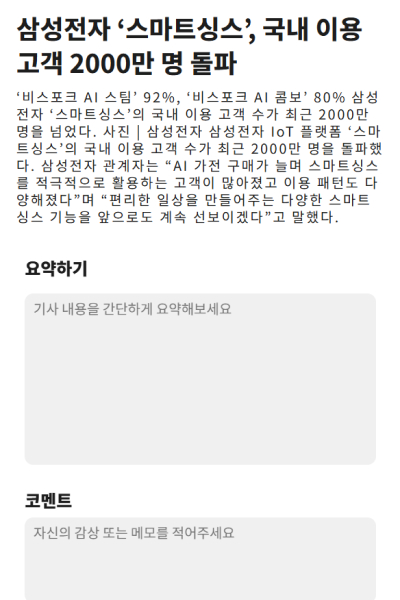 삼성전자 ‘스마트싱스’, 국내 이용
고객 2000만 명 돌파
‘비스포크 AI 스팀’ 92%, ‘비스포크 AI 콤보’ 80% 삼성
전자 ‘스마트싱스’의 국내 이용 고객 수가 최근 2000만
명을 넘었다. 사진 | 삼성전자 삼성전자 IoT 플랫폼 ‘스마
트싱스’의 국내 이용 고객 수가 최근 2000만 명을 돌파했
다. 삼성전자 관계자는 “AI 가전 구매가 늘며 스마트싱스
를 적극적으로 활용하는 고객이 많아졌고 이용 패턴도 다
양해졌다”며 “편리한 일상을 만들어주는 다양한 스마트
싱스 기능을 앞으로도 계속 선보이겠다”고 말했다.
요약하기
기사 내용을 간단하게 요약해보세요
코멘트
자신의 감상 또는 메모를 적어주세요